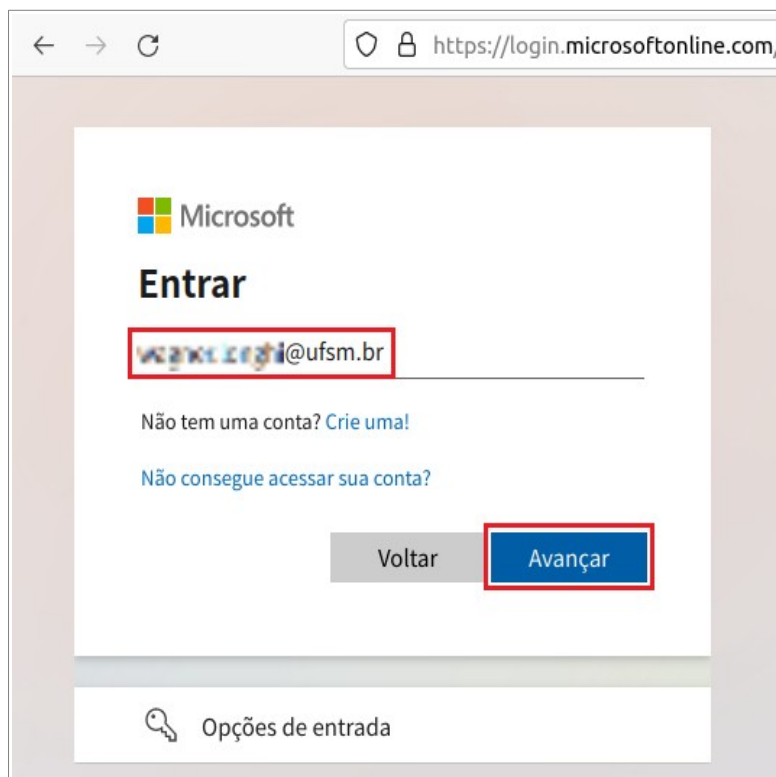 https://login.microsoftonline.com/
Microsoft
Entrar
@ufsm.br
Não tem uma conta? Crie uma!
Não consegue acessar sua conta?
Voltar
Avançar
Opções de entrada